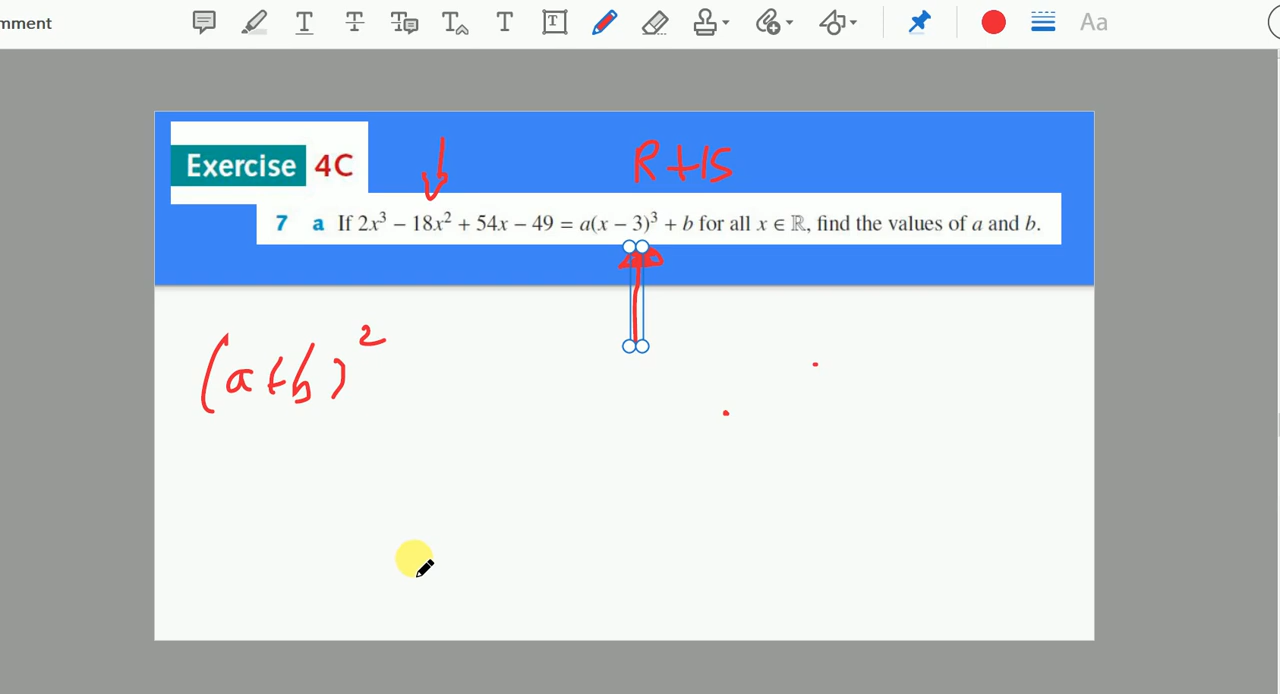 mment
T T T T T T Aa
Exercise 4C
RHS
7 a If 2x³ − 18x² + 54x − 49 = a(x − 3)³ + b for all x ∈ ℝ, find the values of a and b.
(a+b)²